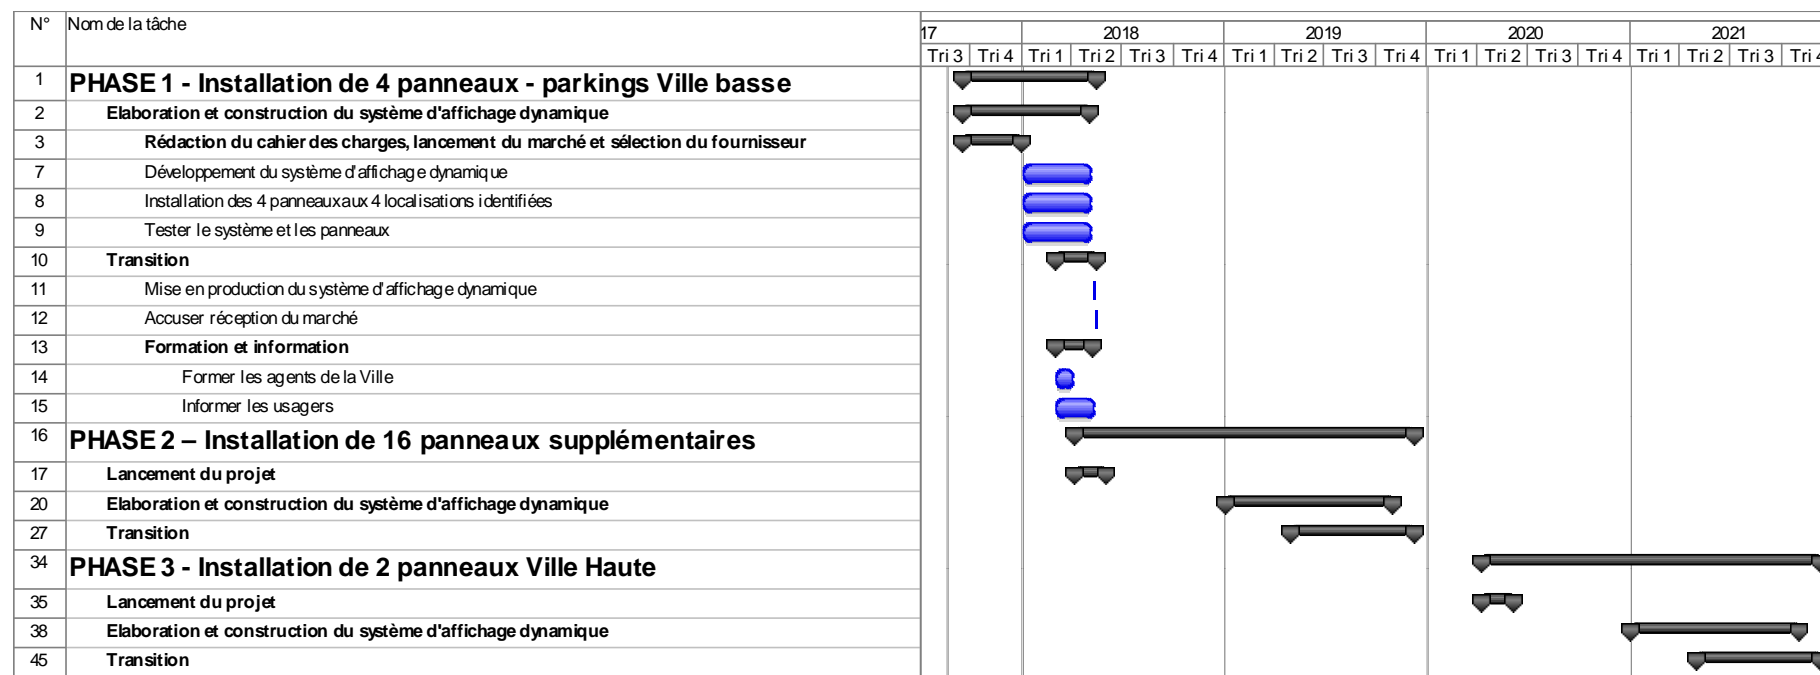 N° Nom de la tâche
17 2018 2019 2020 2021
Tri 3 Tri 4 Tri 1 Tri 2 Tri 3 Tri 4 Tri 1 Tri 2 Tri 3 Tri 4 Tri 1 Tri 2 Tri 3 Tri 4 Tri 1 Tri 2 Tri 3 Tri 4
1 PHASE 1 - Installation de 4 panneaux - parkings Ville basse
2 Elaboration et construction du système d'affichage dynamique
3 Rédaction du cahier des charges, lancement du marché et sélection du fournisseur
7 Développement du système d'affichage dynamique
8 Installation des 4 panneaux aux 4 localisations identifiées
9 Tester le système et les panneaux
10 Transition
11 Mise en production du système d'affichage dynamique
12 Accuser réception du marché
13 Formation et information
14 Former les agents de la Ville
15 Informer les usagers
16 PHASE 2 – Installation de 16 panneaux supplémentaires
17 Lancement du projet
20 Elaboration et construction du système d'affichage dynamique
27 Transition
34 PHASE 3 - Installation de 2 panneaux Ville Haute
35 Lancement du projet
38 Elaboration et construction du système d'affichage dynamique
45 Transition